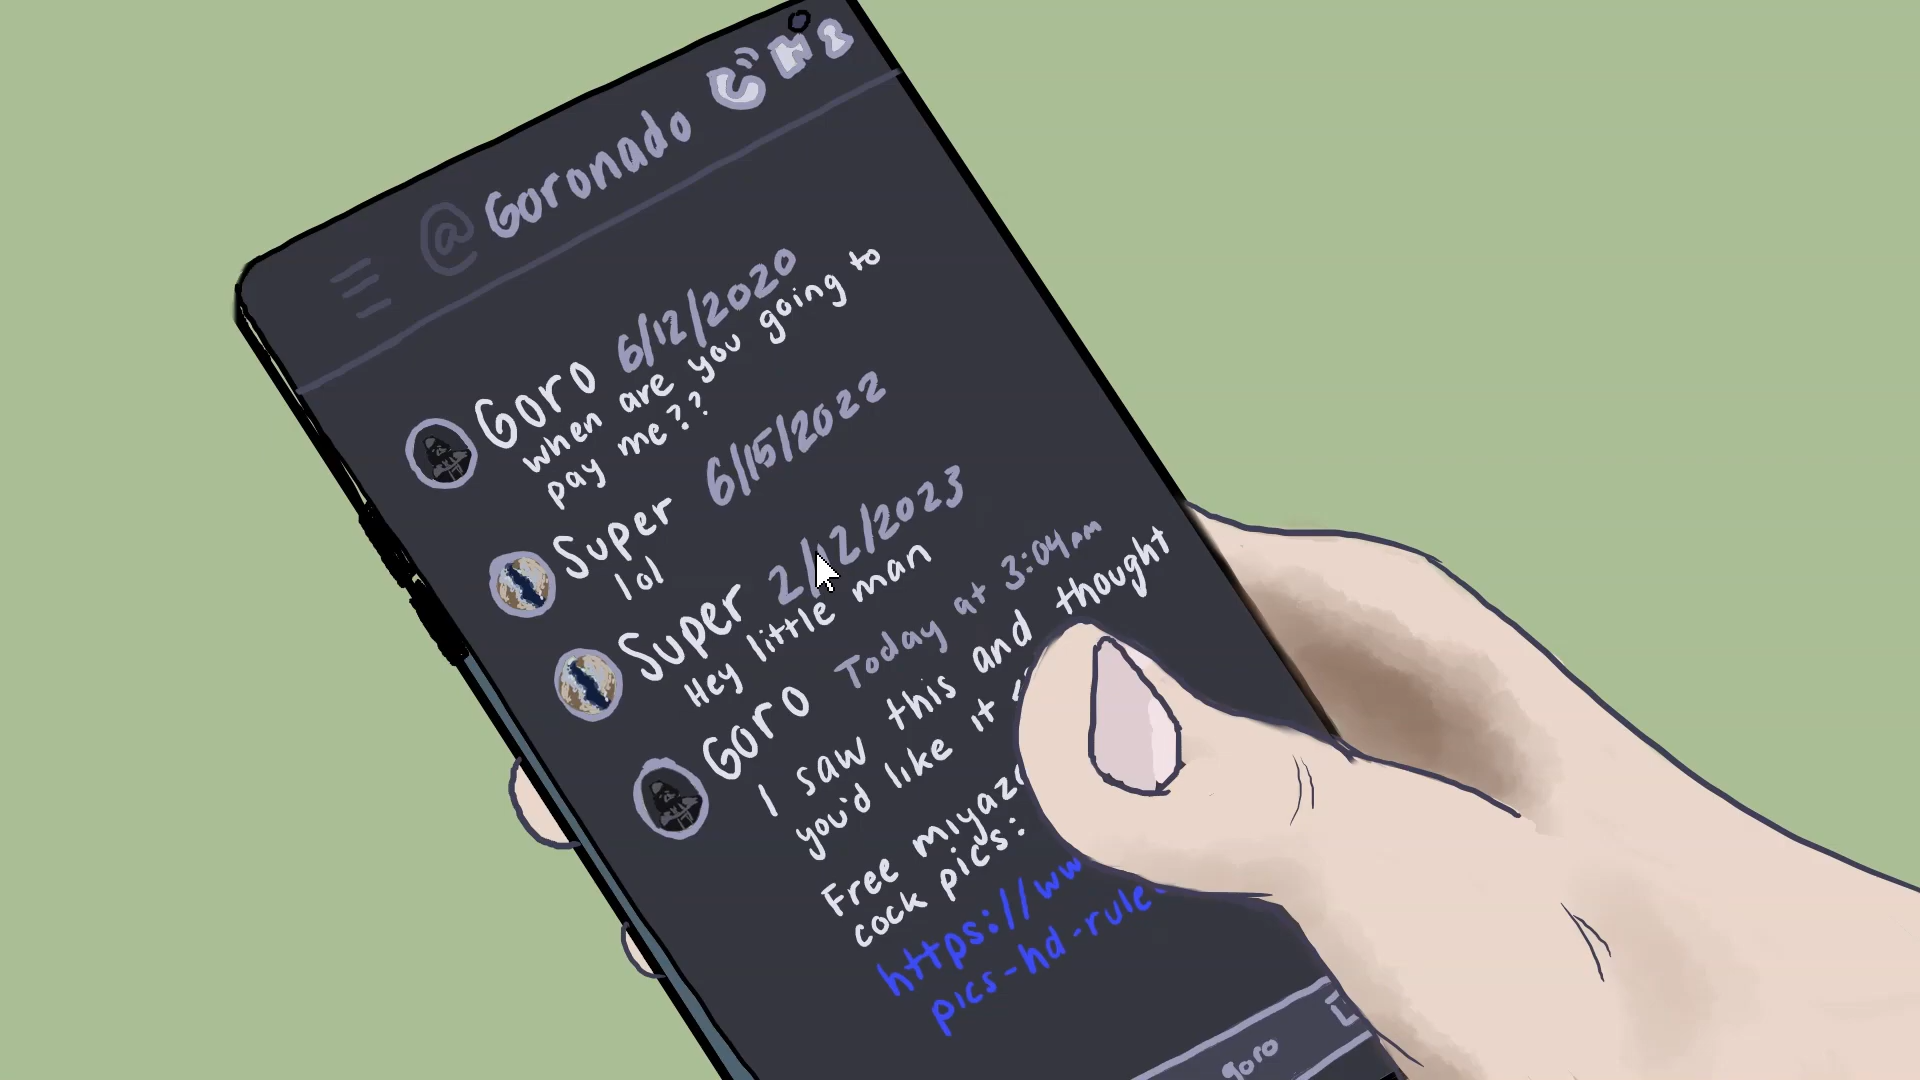 @ Goronado
Goro 6/12/2020
when are you going to
pay me??
Super 6/15/2022
lol
Super 2/12/2023
Hey little man
Goro Today at 3:04am
I saw this and thought
you'd like it
Free
cock pics:
https://ww
pics-hd-rule
goro